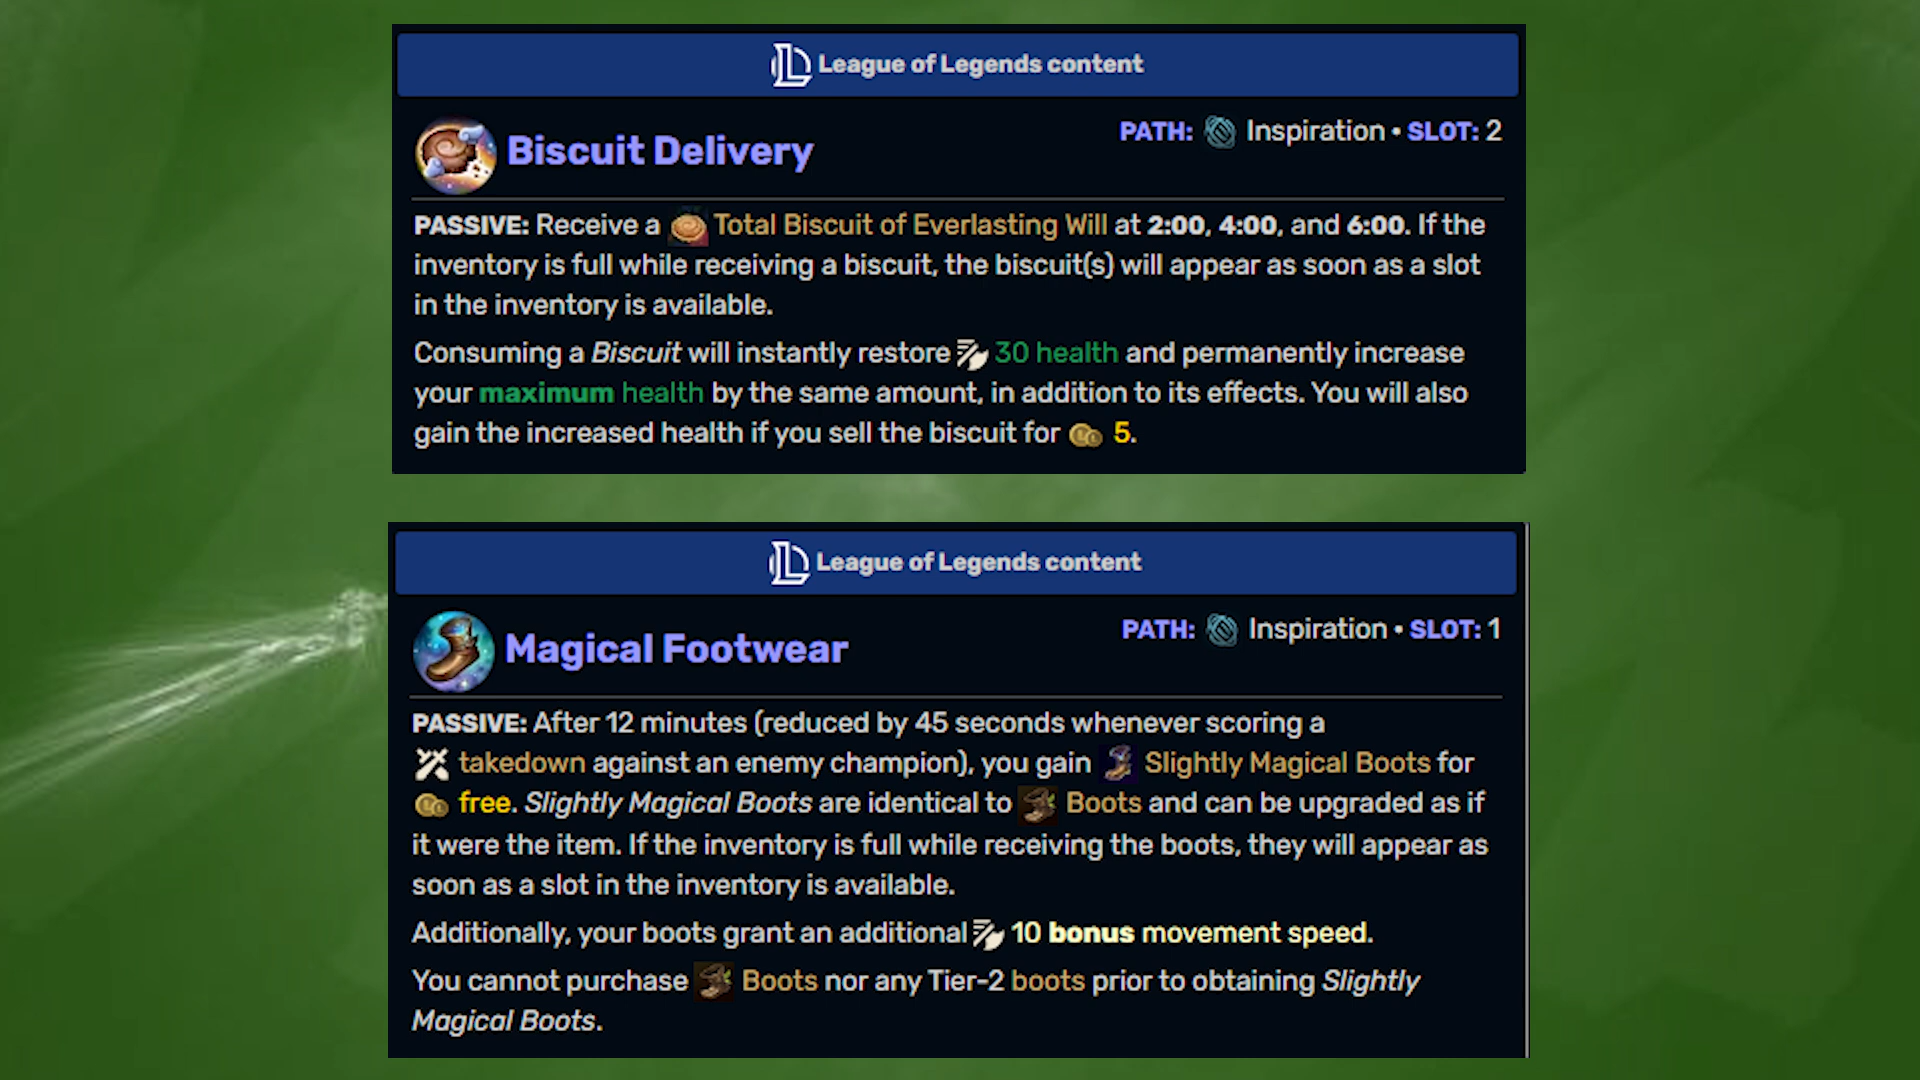 League of Legends content
Biscuit Delivery
PATH: Inspiration • SLOT: 2
PASSIVE: Receive a Total Biscuit of Everlasting Will at 2:00, 4:00, and 6:00. If the
inventory is full while receiving a biscuit, the biscuit(s) will appear as soon as a slot
in the inventory is available.
Consuming a Biscuit will instantly restore 30 health and permanently increase
your maximum health by the same amount, in addition to its effects. You will also
gain the increased health if you sell the biscuit for 5.
League of Legends content
Magical Footwear
PATH: Inspiration • SLOT: 1
PASSIVE: After 12 minutes (reduced by 45 seconds whenever scoring a
takedown against an enemy champion), you gain Slightly Magical Boots for
free. Slightly Magical Boots are identical to Boots and can be upgraded as if
it were the item. If the inventory is full while receiving the boots, they will appear as
soon as a slot in the inventory is available.
Additionally, your boots grant an additional 10 bonus movement speed.
You cannot purchase Boots nor any Tier-2 boots prior to obtaining Slightly
Magical Boots.